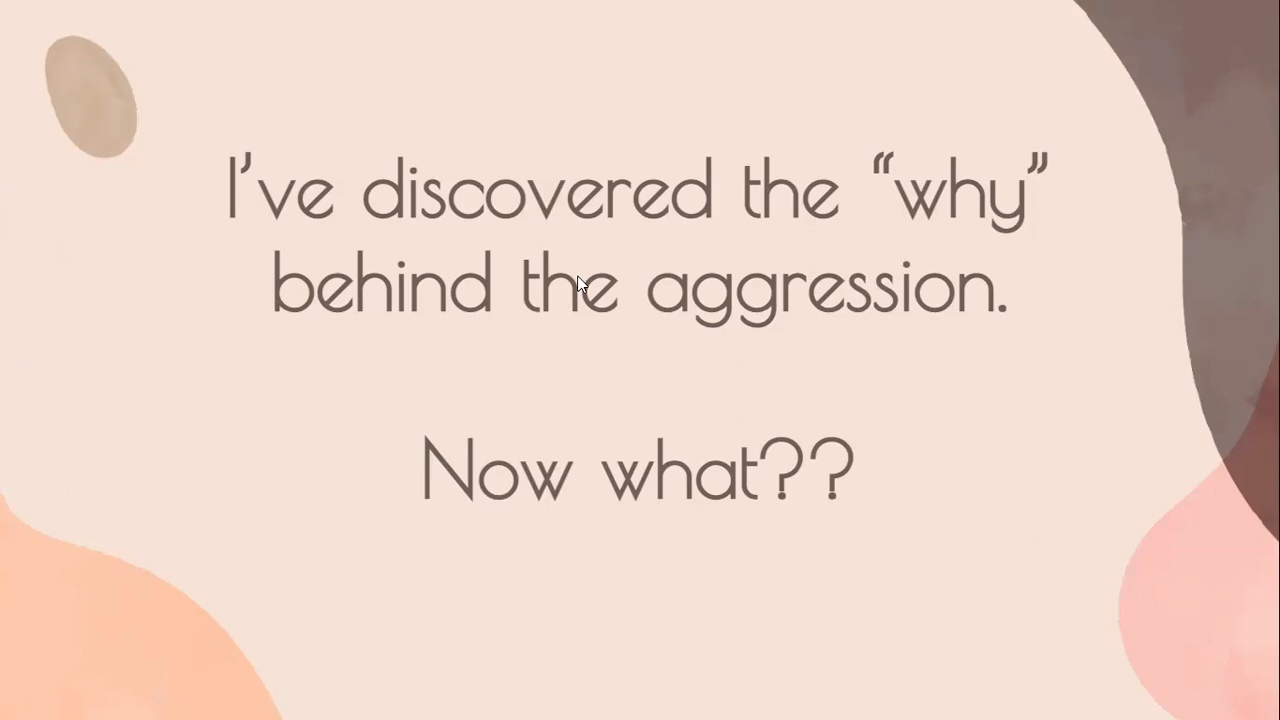 I’ve discovered the “why”
behind the aggression.
Now what??